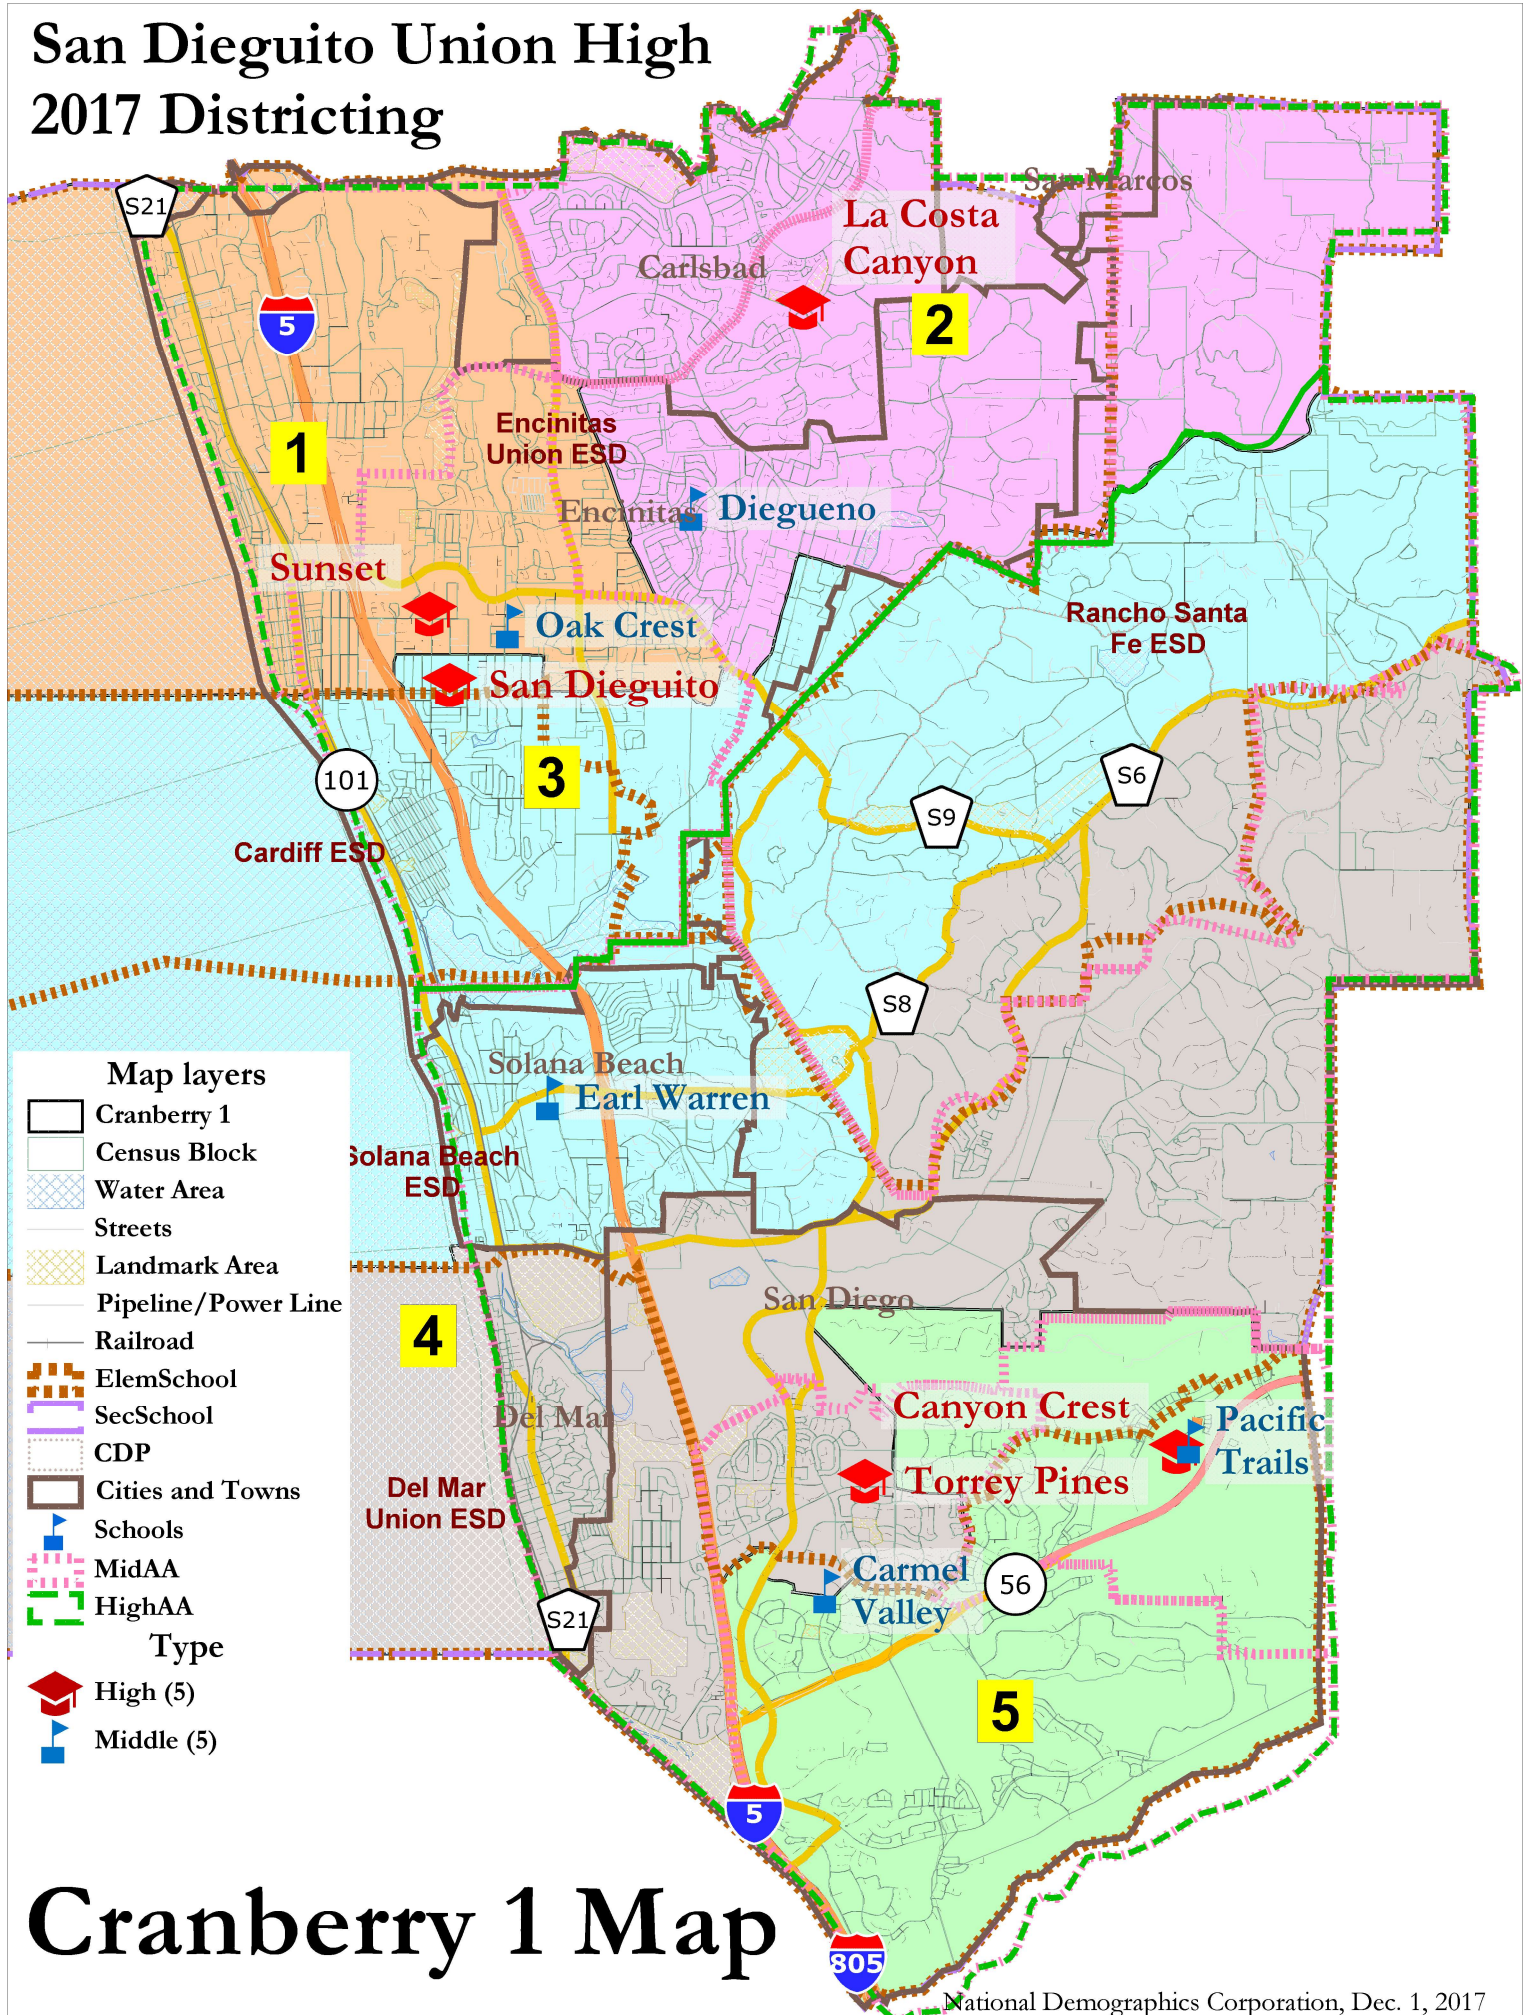 San Dieguito Union High
2017 Districting
S21
San Marcos
La Costa
Canyon
Carlsbad
5
2
1
Encinitas
Union ESD
Encinitas
Diegueno
Sunset
Oak Crest
Rancho Santa
Fe ESD
San Dieguito
3
101
S6
S9
Cardiff ESD
S8
Solana Beach
Earl Warren
Solana Beach
ESD
Map layers
Cranberry 1
Census Block
Water Area
Streets
Landmark Area
Pipeline/Power Line
Railroad
ElemSchool
SecSchool
CDP
Cities and Towns
Schools
MidAA
HighAA
Type
High (5)
Middle (5)
4
San Diego
Del Mar
Canyon Crest
Pacific
Trails
Torrey Pines
Del Mar
Union ESD
Carmel
Valley
56
S21
5
5
805
Cranberry 1 Map
National Demographics Corporation, Dec. 1, 2017